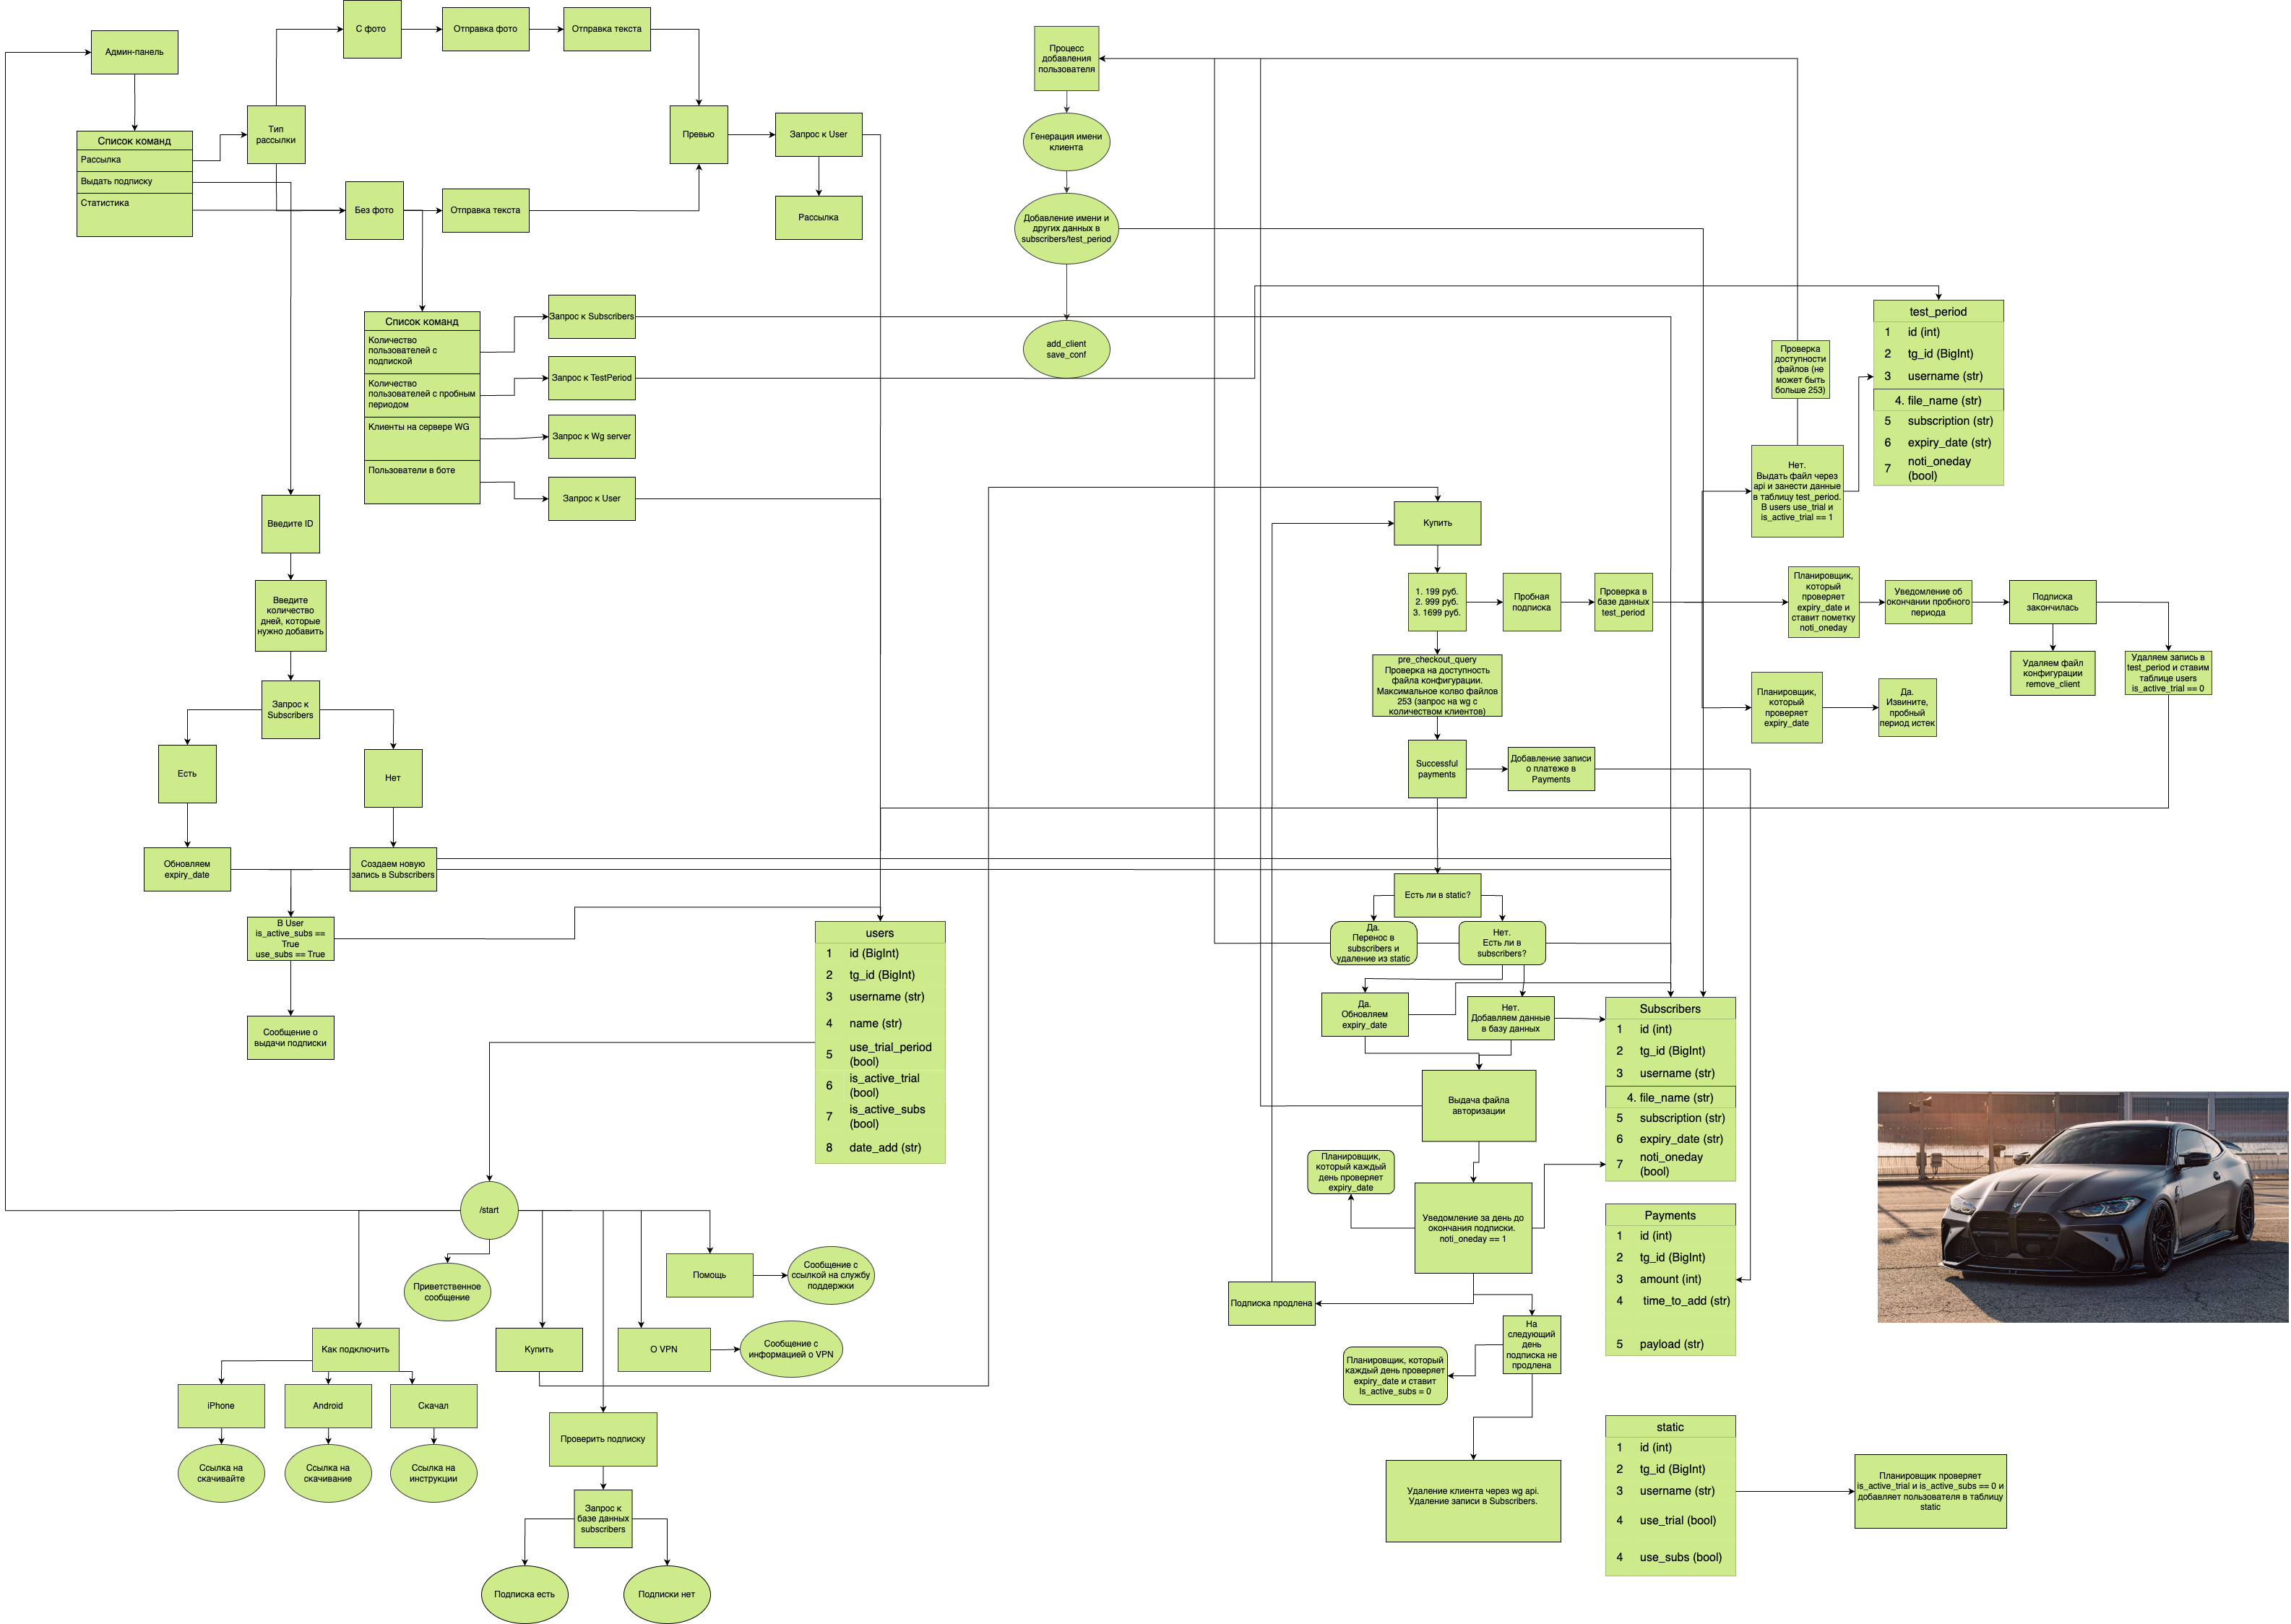 Админ-панель
Список команд
Рассылка
Выдать подписку
Статистика
Тип
рассылки
С фото
Отправка фото
Отправка текста
Без фото
Отправка текста
Превью
Запрос к User
Рассылка
Список команд
Количество
пользователей с
подпиской
Количество
пользователей с пробным
периодом
Клиенты на сервере WG
Пользователи в боте
Запрос к Subscribers
Запрос к TestPeriod
Запрос к Wg server
Запрос к User
Введите ID
Введите
количество
дней, которые
нужно добавить
Запрос к
Subscribers
Есть
Нет
Обновляем
expiry_date
Создаем новую
запись в Subscribers
В User
is_active_subs ==
True
use_subs == True
Сообщение о
выдачи подписки
users
1 id (BigInt)
2 tg_id (BigInt)
3 username (str)
4 name (str)
5 use_trial_period
(bool)
6 is_active_trial
(bool)
7 is_active_subs
(bool)
8 date_add (str)
/start
Приветственное
сообщение
Помощь
Сообщение с
ссылкой на службу
поддержки
Как подключить
Купить
О VPN
Сообщение с
информацией о VPN
iPhone
Android
Скачал
Ссылка на
скачивайте
Ссылка на
скачивание
Ссылка на
инструкции
Проверить подписку
Запрос к
базе данных
subscribers
Подписка есть
Подписки нет
Процесс
добавления
пользователя
Генерация имени
клиента
Добавление имени и
других данных в
subscribers/test_period
add_client
save_conf
Проверка
доступности
файлов (не
может быть
больше 253)
Нет.
Выдать файл через
api и занести данные
в таблицу test_period.
В users use_trial и
is_active_trial == 1
test_period
1 id (int)
2 tg_id (BigInt)
3 username (str)
4. file_name (str)
5 subscription (str)
6 expiry_date (str)
7 noti_oneday
(bool)
Купить
1. 199 руб.
2. 999 руб.
3. 1699 руб.
Пробная
подписка
Проверка в
базе данных
test_period
Планировщик,
который
проверяет
expiry_date и
ставит пометку
noti_oneday
Уведомление об
окончании пробного
периода
Подписка
закончилась
Удаляем файл
конфигурации
remove_client
Удаляем запись в
test_period и ставим
таблице users
is_active_trial == 0
Планировщик,
который
проверяет
expiry_date
Да.
Извините,
пробный
период истек
pre_checkout_query
Проверка на доступность
файла конфигурации.
Максимальное колво файлов
253 (запрос на wg с
количеством клиентов)
Successful
payments
Добавление записи
о платеже в
Payments
Есть ли в static?
Да.
Перенос в
subscribers и
удаление из static
Нет.
Есть ли в
subscribers?
Да.
Обновляем
expiry_date
Нет.
Добавляем данные
в базу данных
Выдача файла
авторизации
Планировщик,
который каждый
день проверяет
expiry_date
Уведомление за день до
окончания подписки.
noti_oneday == 1
Подписка продлена
На
следующий
день
подписка не
продлена
Планировщик, который
каждый день проверяет
expiry_date и ставит
Is_active_subs = 0
Удаление клиента через wg api.
Удаление записи в Subscribers.
Subscribers
1 id (int)
2 tg_id (BigInt)
3 username (str)
4. file_name (str)
5 subscription (str)
6 expiry_date (str)
7 noti_oneday
(bool)
Payments
1 id (int)
2 tg_id (BigInt)
3 amount (int)
4 time_to_add (str)
5 payload (str)
static
1 id (int)
2 tg_id (BigInt)
3 username (str)
4 use_trial (bool)
4 use_subs (bool)
Планировщик проверяет
is_active_trial и is_active_subs == 0 и
добавляет пользователя в таблицу
static